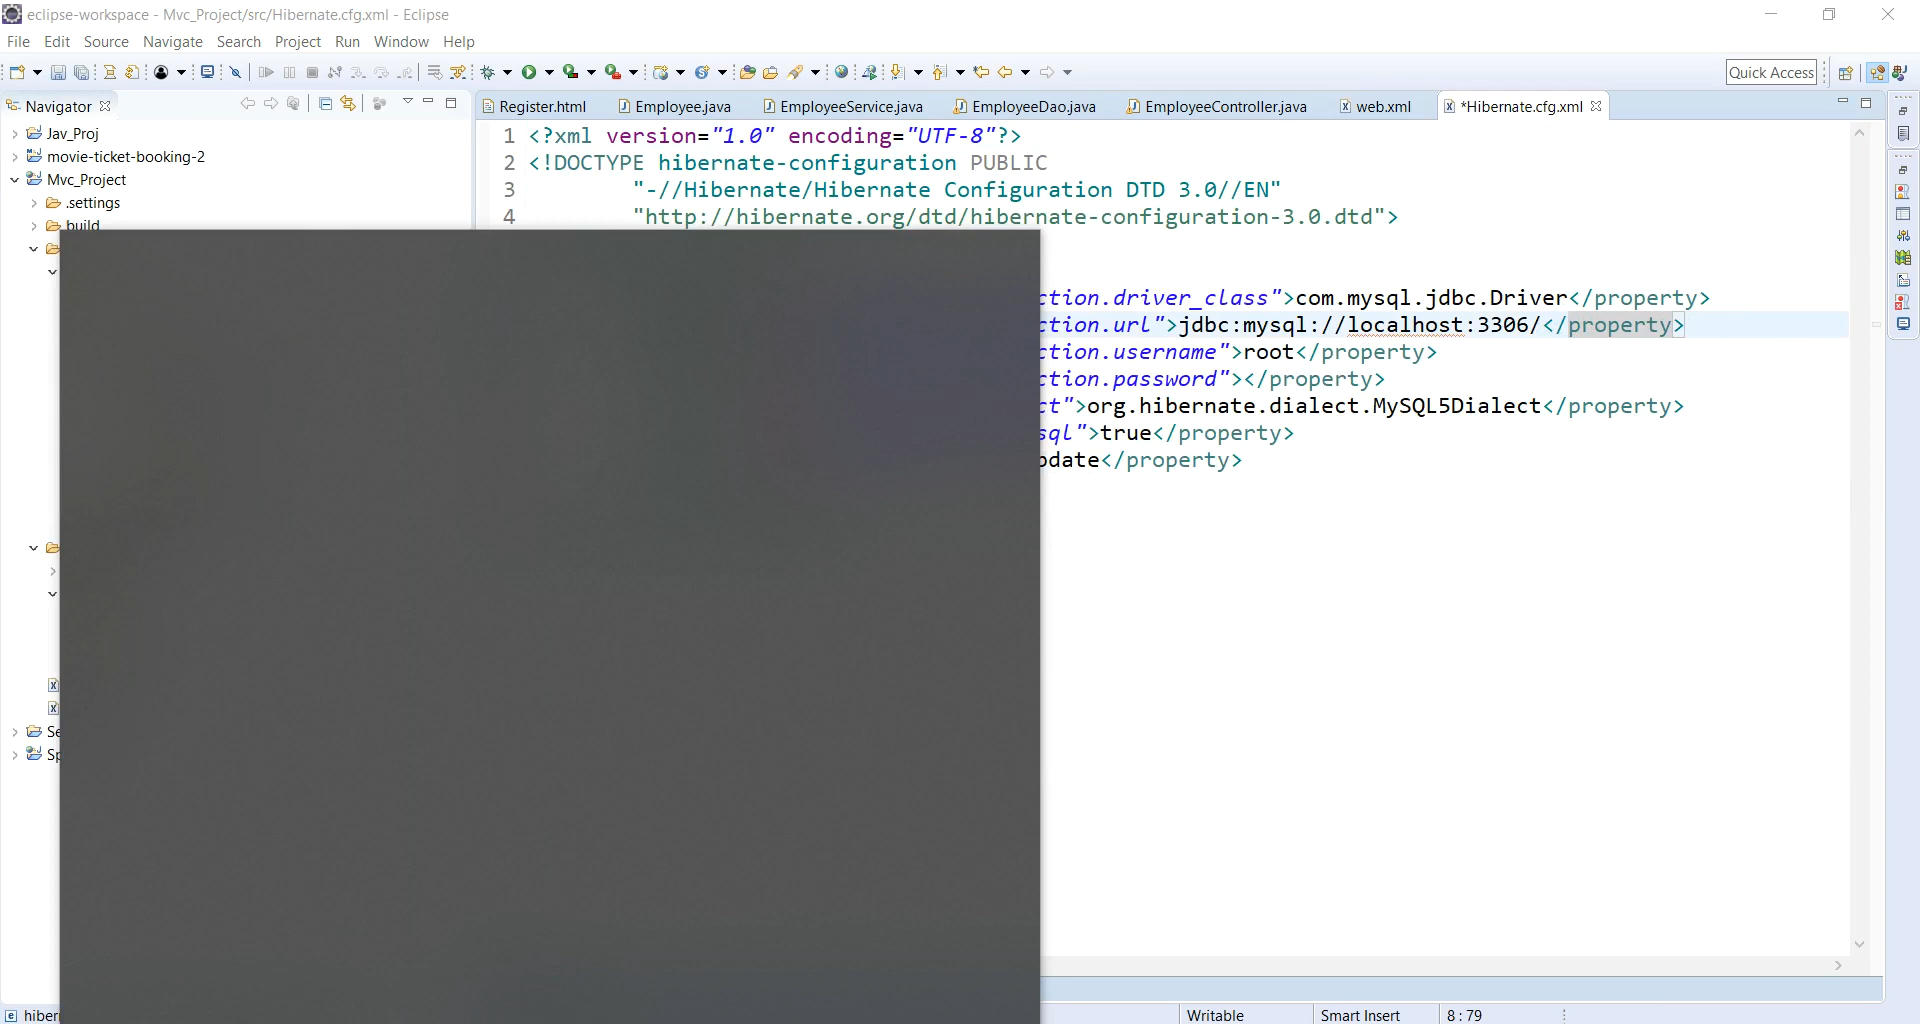 eclipse-workspace - Mvc_Project/src/Hibernate.cfg.xml - Eclipse
File Edit Source Navigate Search Project Run Window Help
Quick Access
Navigator
Register.html Employee.java EmployeeService.java EmployeeDao.java EmployeeController.java web.xml *Hibernate.cfg.xml
Jav_Proj
movie-ticket-booking-2
Mvc_Project
.settings
build
Se
Sp
1 <?xml version="1.0" encoding="UTF-8"?>
2 <!DOCTYPE hibernate-configuration PUBLIC
3 "-//Hibernate/Hibernate Configuration DTD 3.0//EN"
4 "http://hibernate.org/dtd/hibernate-configuration-3.0.dtd">
ction.driver_class">com.mysql.jdbc.Driver</property>
ction.url">jdbc:mysql://localhost:3306/</property>
ction.username">root</property>
ction.password"></property>
ct">org.hibernate.dialect.MySQL5Dialect</property>
sql">true</property>
pdate</property>
hiber
Writable Smart Insert 8 : 79